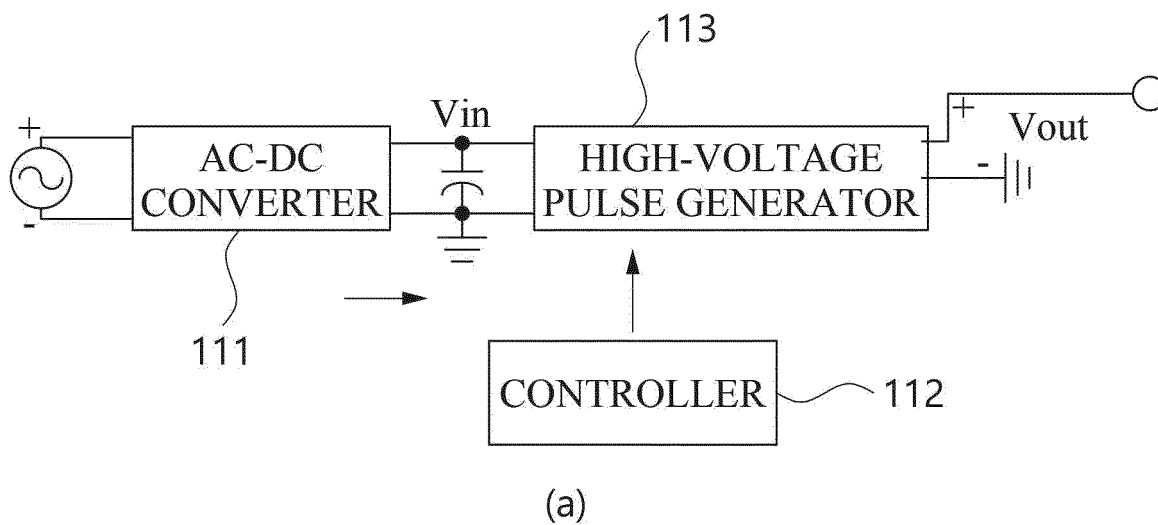 113
+
Vin
+
AC-DC
CONVERTER
HIGH-VOLTAGE
PULSE GENERATOR
Vout
-
-
111
CONTROLLER
112
(a)